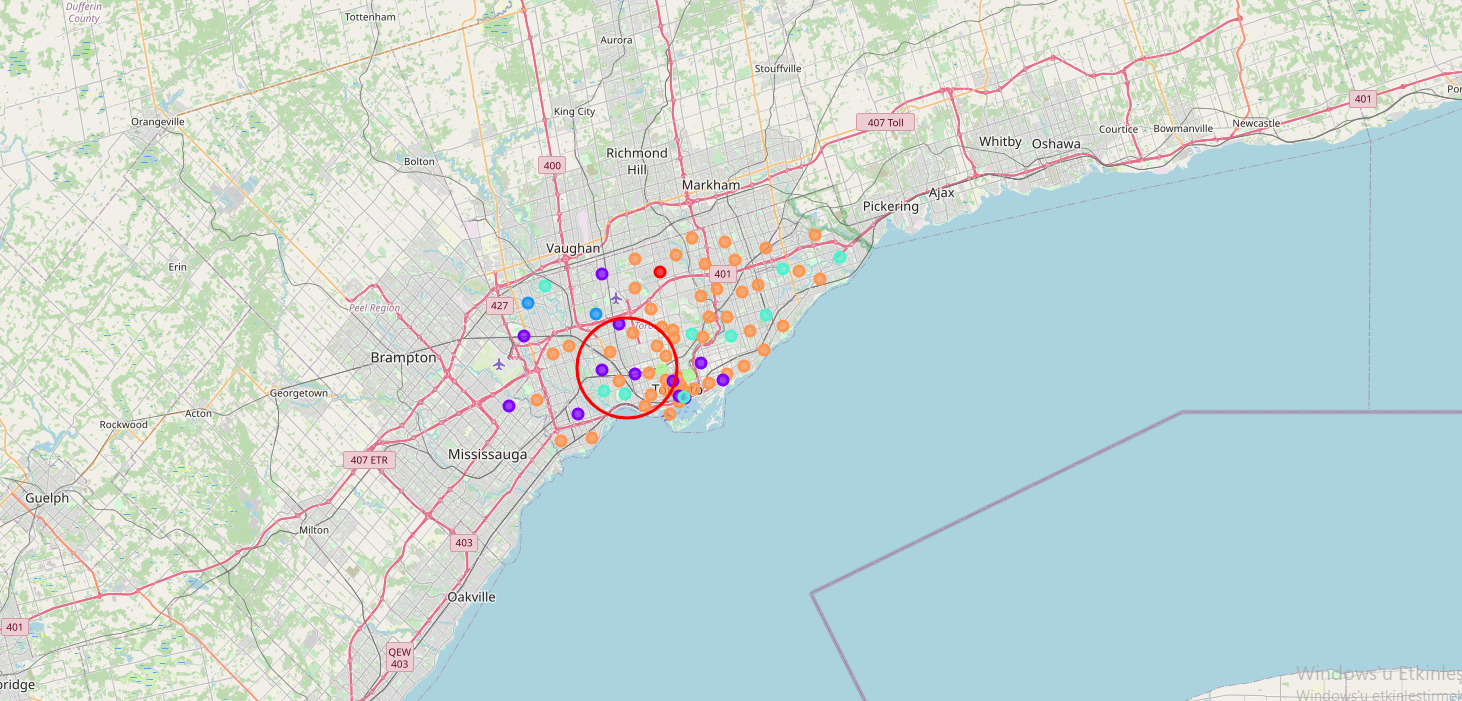 Dufferin
County
Tottenham
Aurora
Stouffville
King City
Orangeville
407 Toll
401
Courtice
Bowmanville
Newcastle
Whitby
Oshawa
Richmond
Hill
400
Bolton
Markham
Ajax
Pickering
Vaughan
Erin
401
427
Peel Region
Brampton
Georgetown
Acton
Rockwood
Mississauga
407 ETR
Guelph
Milton
403
Oakville
401
QEW
403
Windows'u Etkinleş
Windows'u etkinleştirmek